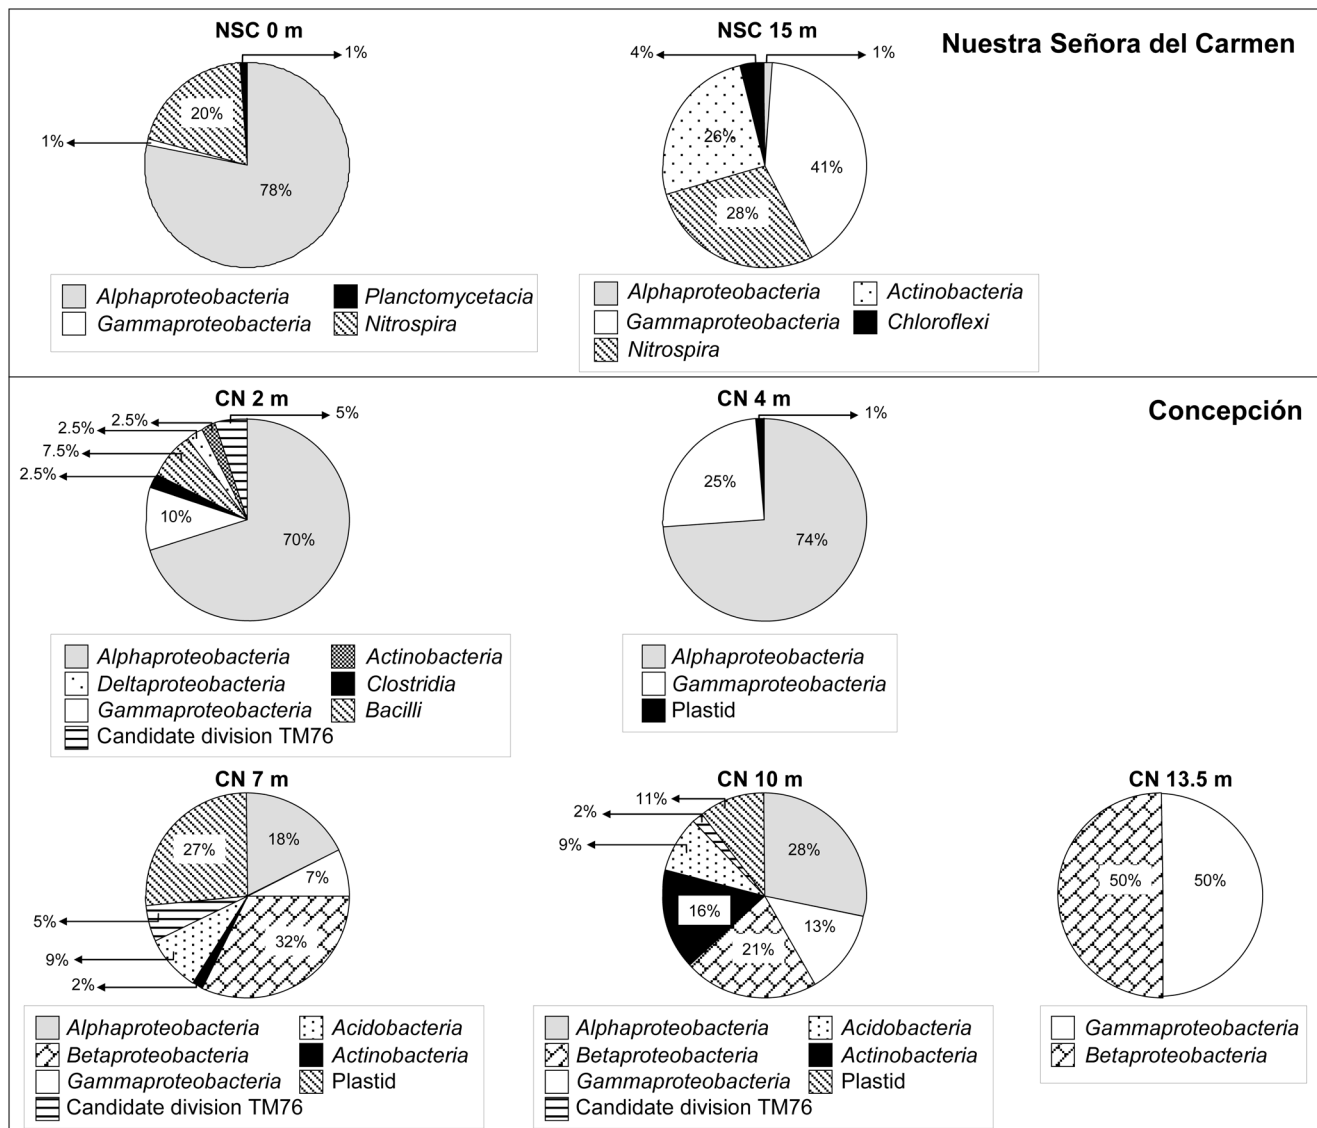 Nuestra Señora del Carmen
NSC 0 m
1%
20%
1%
78%
Alphaproteobacteria
Planctomycetacia
Gammaproteobacteria
Nitrospira
NSC 15 m
4%
1%
26%
41%
28%
Alphaproteobacteria
Actinobacteria
Gammaproteobacteria
Chloroflexi
Nitrospira
Concepción
CN 2 m
2.5%
5%
2.5%
7.5%
2.5%
10%
70%
Alphaproteobacteria
Actinobacteria
Deltaproteobacteria
Clostridia
Gammaproteobacteria
Bacilli
Candidate division TM76
CN 4 m
1%
25%
74%
Alphaproteobacteria
Gammaproteobacteria
Plastid
CN 7 m
27%
18%
7%
5%
32%
9%
2%
Alphaproteobacteria
Acidobacteria
Betaproteobacteria
Actinobacteria
Gammaproteobacteria
Plastid
Candidate division TM76
CN 10 m
11%
2%
9%
28%
16%
13%
21%
Alphaproteobacteria
Acidobacteria
Betaproteobacteria
Actinobacteria
Gammaproteobacteria
Plastid
Candidate division TM76
CN 13.5 m
50%
50%
Gammaproteobacteria
Betaproteobacteria